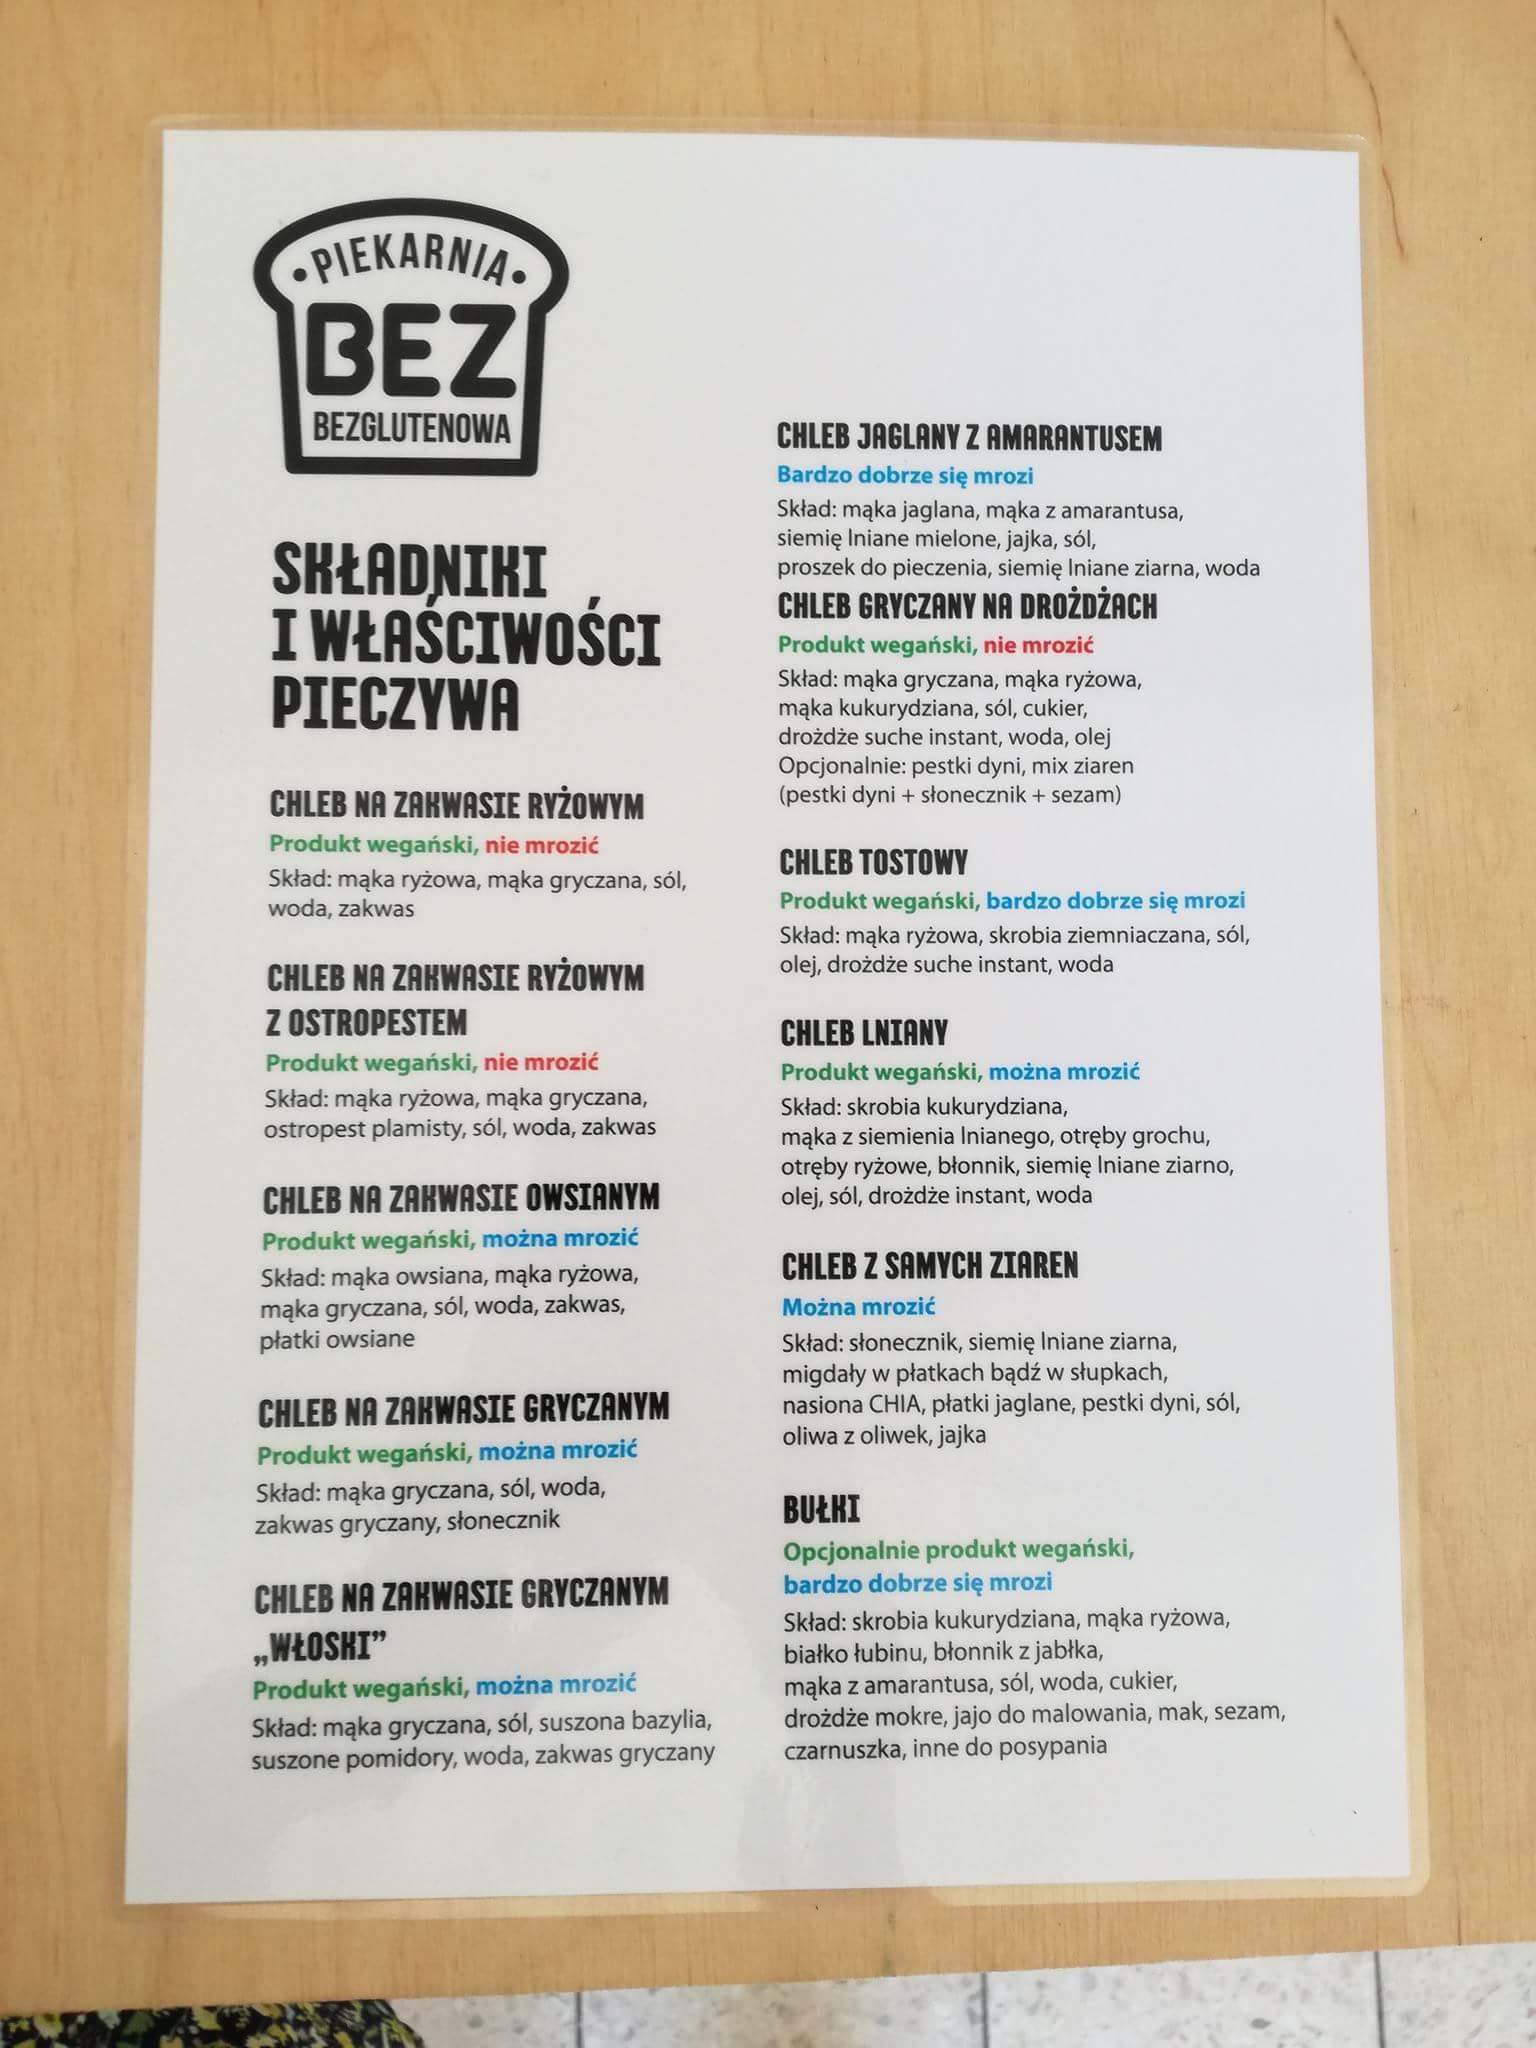 PIEKARNIA
BEZ
BEZGLUTENOWA
SKŁADNIKI
I WŁAŚCIWOŚCI
PIECZYWA
CHLEB NA ZAKWASIE RYŻOWYM
Produkt wegański, nie mrozić
Skład: mąka ryżowa, mąka gryczana, sól,
woda, zakwas
CHLEB NA ZAKWASIE RYŻOWYM
Z OSTROPESTEM
Produkt wegański, nie mrozić
Skład: mąka ryżowa, mąka gryczana,
ostropest plamisty, sól, woda, zakwas
CHLEB NA ZAKWASIE OWSIANYM
Produkt wegański, można mrozić
Skład: mąka owsiana, mąka ryżowa,
mąka gryczana, sól, woda, zakwas,
płatki owsiane
CHLEB NA ZAKWASIE GRYCZANYM
Produkt wegański, można mrozić
Skład: mąka gryczana, sól, woda,
zakwas gryczany, słonecznik
CHLEB NA ZAKWASIE GRYCZANYM
„WŁOSKI”
Produkt wegański, można mrozić
Skład: mąka gryczana, sól, suszona bazylia,
suszone pomidory, woda, zakwas gryczany
CHLEB JAGLANY Z AMARANTUSEM
Bardzo dobrze się mrozi
Skład: mąka jaglana, mąka z amarantusa,
siemię lniane mielone, jajka, sól,
proszek do pieczenia, siemię lniane ziarna, woda
CHLEB GRYCZANY NA DROŻDŻACH
Produkt wegański, nie mrozić
Skład: mąka gryczana, mąka ryżowa,
mąka kukurydziana, sól, cukier,
drożdże suche instant, woda, olej
Opcjonalnie: pestki dyni, mix ziaren
(pestki dyni + słonecznik + sezam)
CHLEB TOSTOWY
Produkt wegański, bardzo dobrze się mrozi
Skład: mąka ryżowa, skrobia ziemniaczana, sól,
olej, drożdże suche instant, woda
CHLEB LNIANY
Produkt wegański, można mrozić
Skład: skrobia kukurydziana,
mąka z siemienia lnianego, otręby grochu,
otręby ryżowe, błonnik, siemię lniane ziarno,
olej, sól, drożdże instant, woda
CHLEB Z SAMYCH ZIAREN
Można mrozić
Skład: słonecznik, siemię lniane ziarna,
migdały w płatkach bądź w słupkach,
nasiona CHIA, płatki jaglane, pestki dyni, sól,
oliwa z oliwek, jajka
BUŁKI
Opcjonalnie produkt wegański,
bardzo dobrze się mrozi
Skład: skrobia kukurydziana, mąka ryżowa,
białko łubinu, błonnik z jabłka,
mąka z amarantusa, sól, woda, cukier,
drożdże mokre, jajo do malowania, mak, sezam,
czarnuszka, inne do posypania